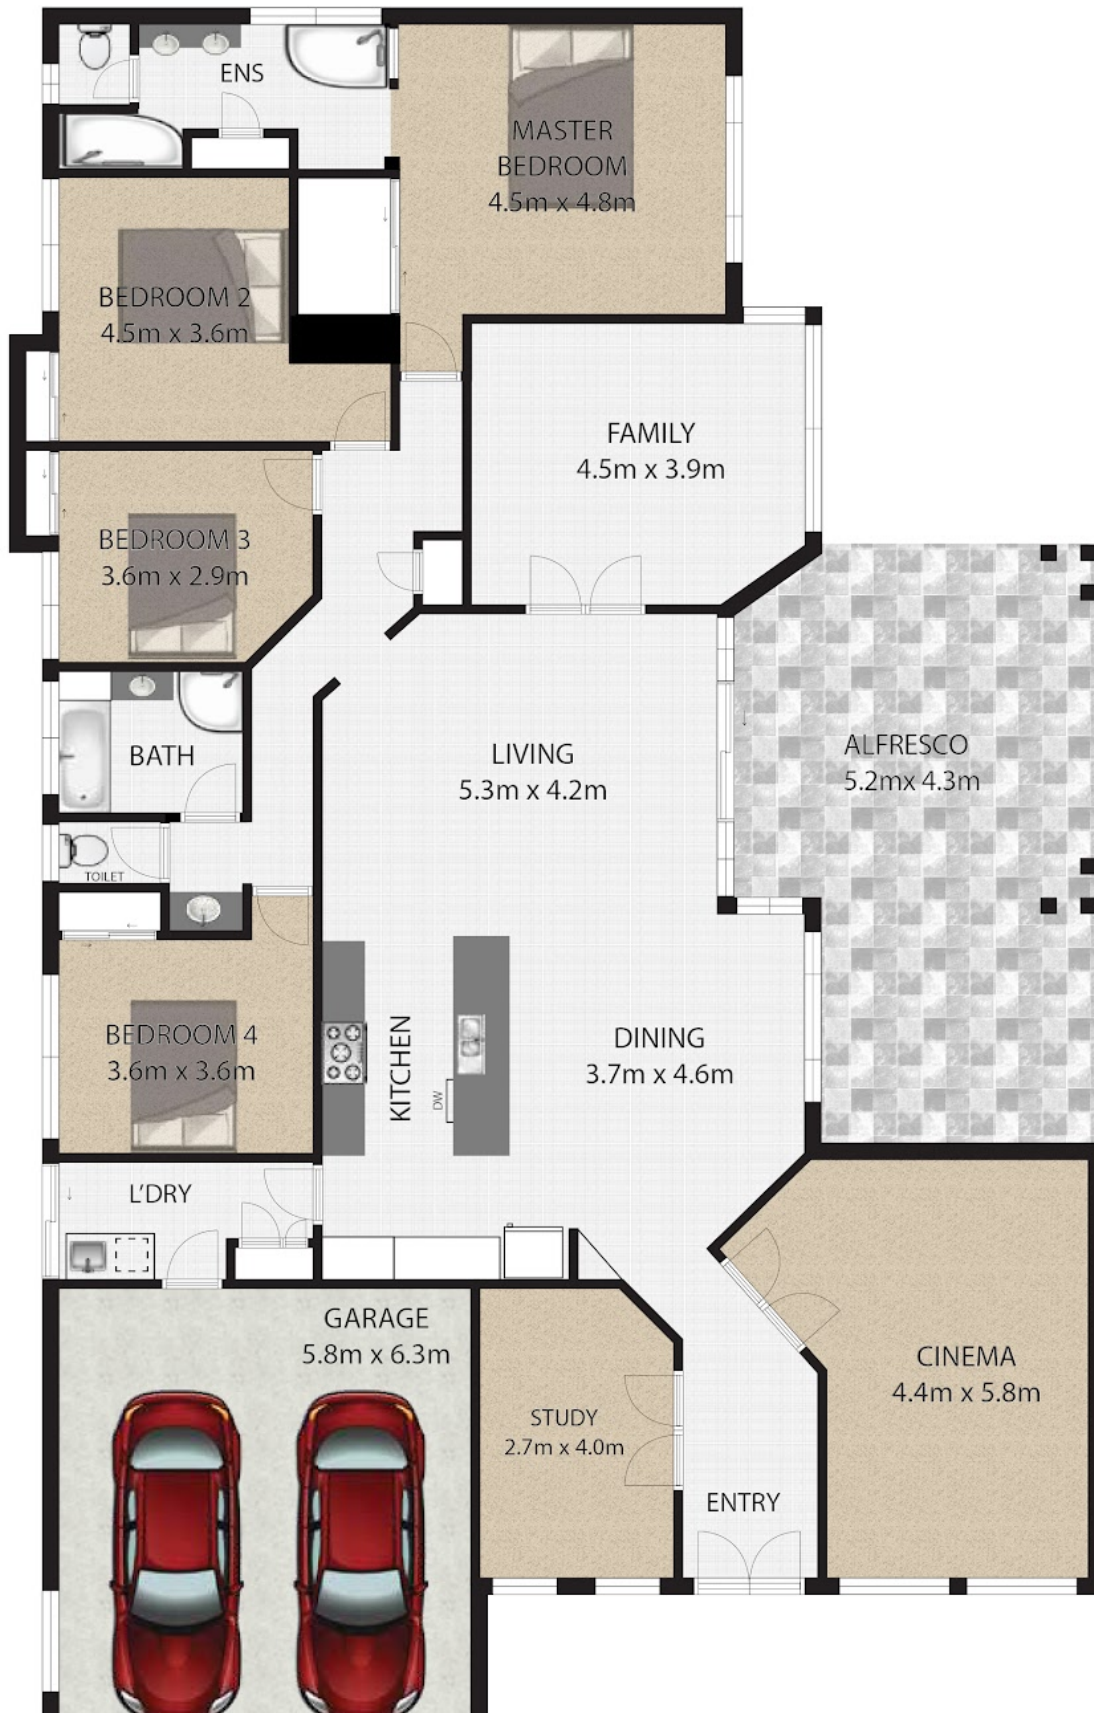 ENS
MASTER
BEDROOM
4.5m x 4.8m
BEDROOM 2
4.5m x 3.6m
FAMILY
4.5m x 3.9m
BEDROOM 3
3.6m x 2.9m
LIVING
5.3m x 4.2m
ALFRESCO
5.2mx 4.3m
BATH
TOILET
BEDROOM 4
3.6m x 3.6m
KITCHEN
DW
DINING
3.7m x 4.6m
L'DRY
GARAGE
5.8m x 6.3m
STUDY
2.7m x 4.0m
CINEMA
4.4m x 5.8m
ENTRY